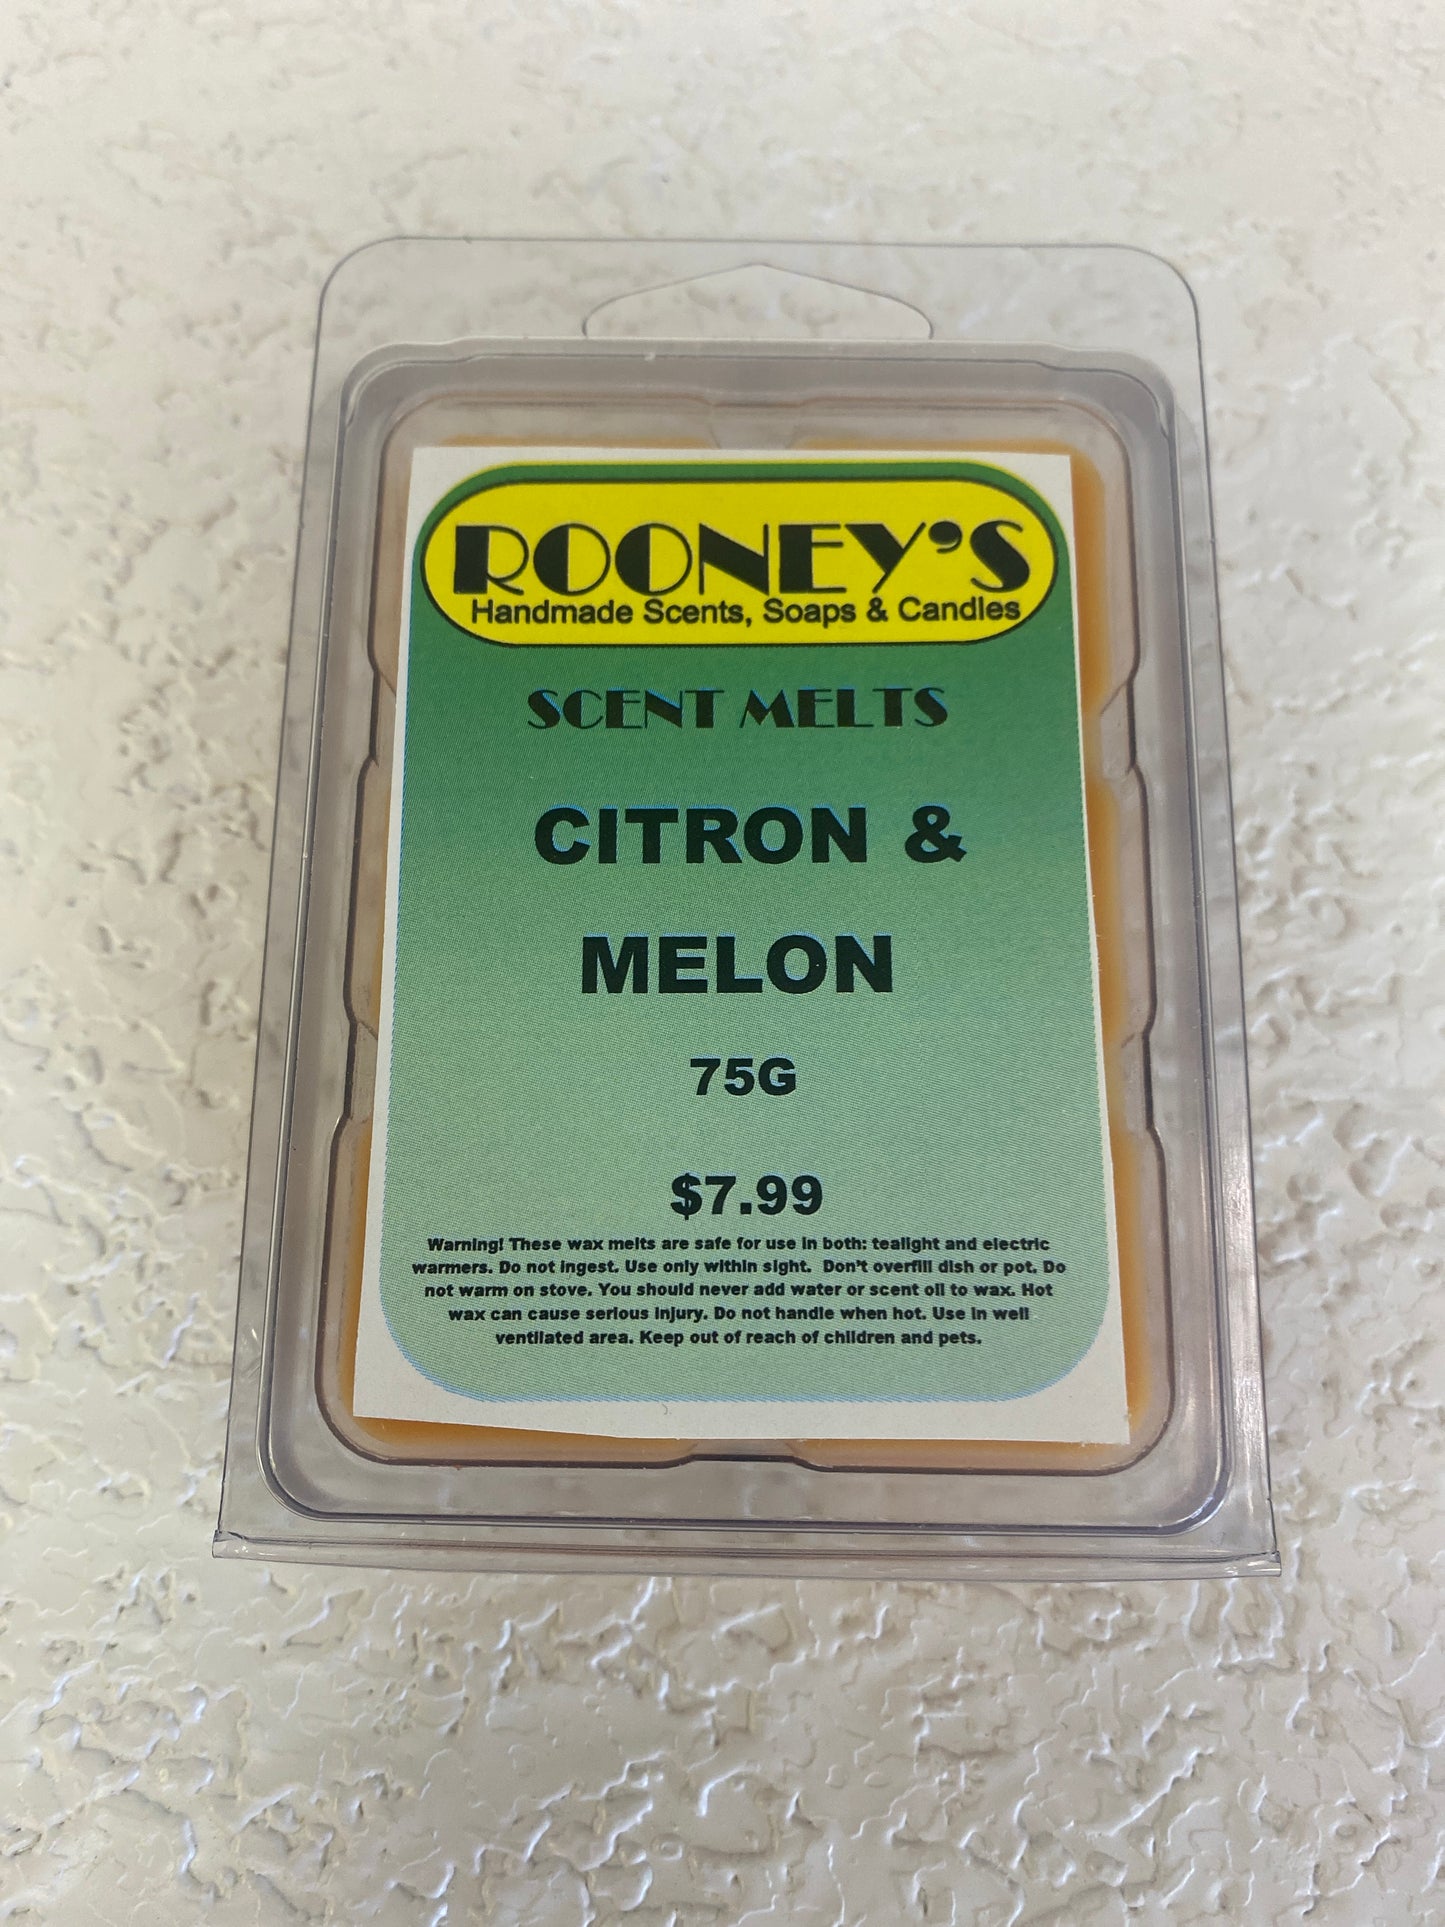 ROONEY'S
Handmade Scents, Soaps & Candles
SCENT MELTS
CITRON &
MELON
75G
$7.99
Warning! These wax melts are safe for use in both: tealight and electric
warmers. Do not ingest. Use only within sight.  Don't overfill dish or pot. Do
not warm on stove. You should never add water or scent oil to wax. Hot
wax can cause serious injury. Do not handle when hot. Use in well
ventilated area. Keep out of reach of children and pets.